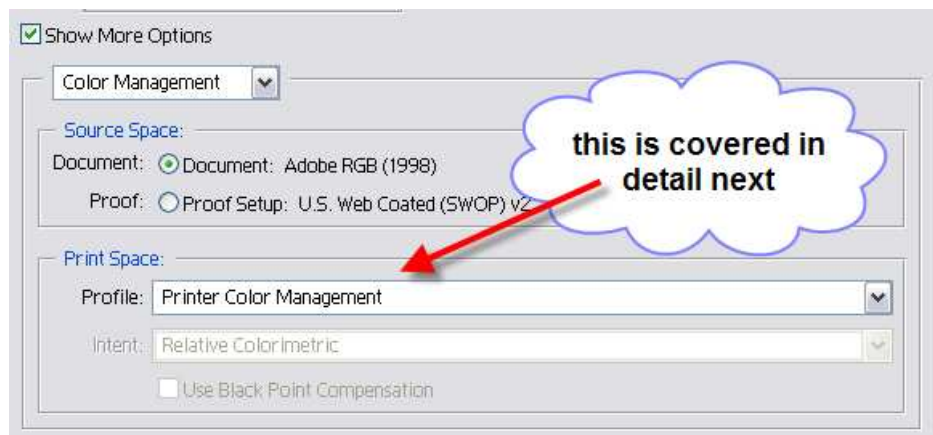 Show More Options
Color Management
Source Space:
Document: Document: Adobe RGB (1998)
Proof: Proof Setup: U.S. Web Coated (SWOP) v2
this is covered in
detail next
Print Space:
Profile: Printer Color Management
Intent: Relative Colorimetric
Use Black Point Compensation